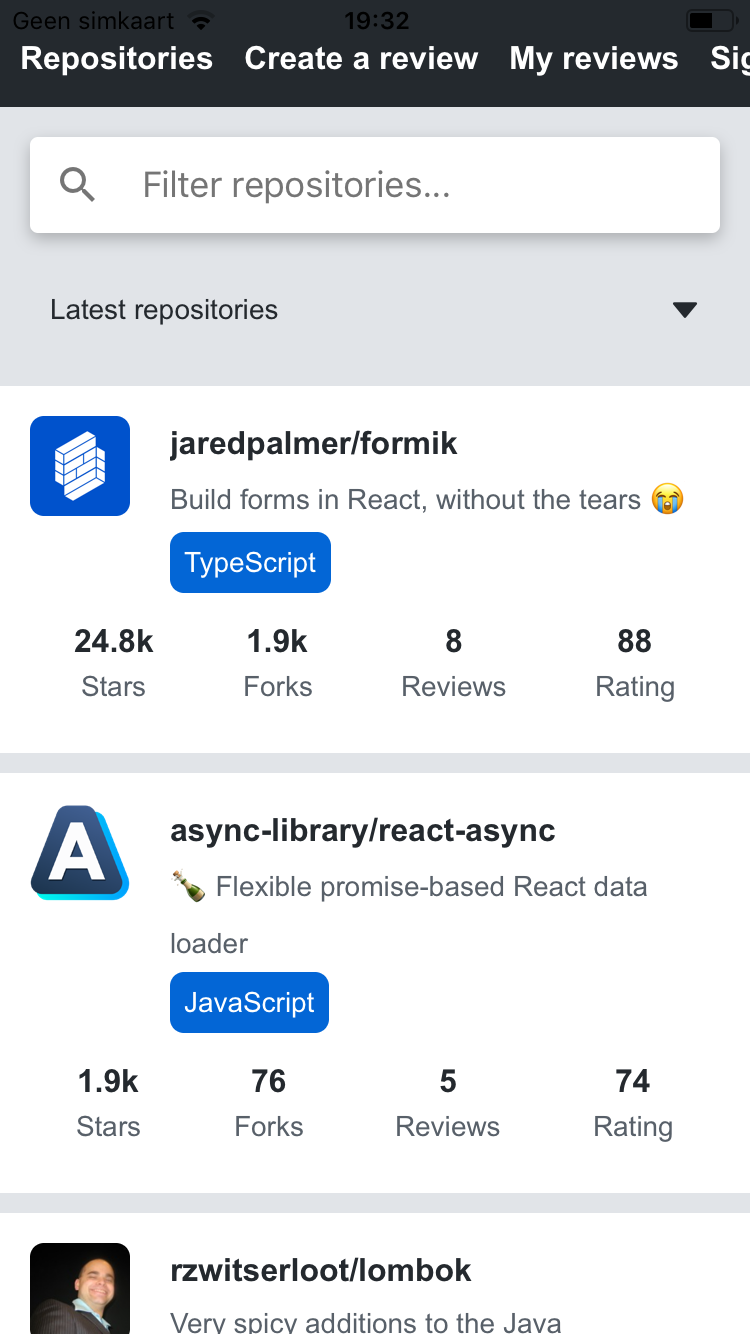 Geen simkaart 19:32
Repositories Create a review My reviews Sig
Filter repositories...
Latest repositories
jaredpalmer/formik
Build forms in React, without the tears 😭
TypeScript
24.8k 1.9k 8 88
Stars Forks Reviews Rating
A
async-library/react-async
🍾 Flexible promise-based React data
loader
JavaScript
1.9k 76 5 74
Stars Forks Reviews Rating
rzwitserloot/lombok
Very spicy additions to the Java